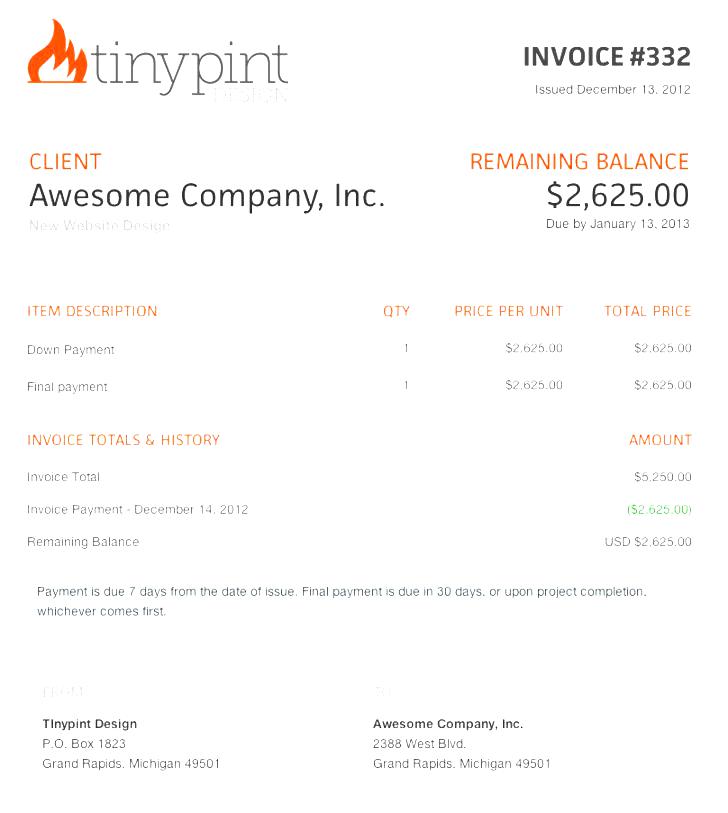 tinypint
DESIGN
INVOICE #332
Issued December 13, 2012
CLIENT
Awesome Company, Inc.
New Website Design
REMAINING BALANCE
$2,625.00
Due by January 13, 2013
ITEM DESCRIPTION QTY PRICE PER UNIT TOTAL PRICE
Down Payment 1 $2,625.00 $2,625.00
Final payment 1 $2,625.00 $2,625.00
INVOICE TOTALS & HISTORY AMOUNT
Invoice Total $5,250.00
Invoice Payment - December 14, 2012 ($2,625.00)
Remaining Balance USD $2,625.00
Payment is due 7 days from the date of issue. Final payment is due in 30 days, or upon project completion,
whichever comes first.
FROM
TInypint Design
P.O. Box 1823
Grand Rapids, Michigan 49501
TO
Awesome Company, Inc.
2388 West Blvd.
Grand Rapids, Michigan 49501